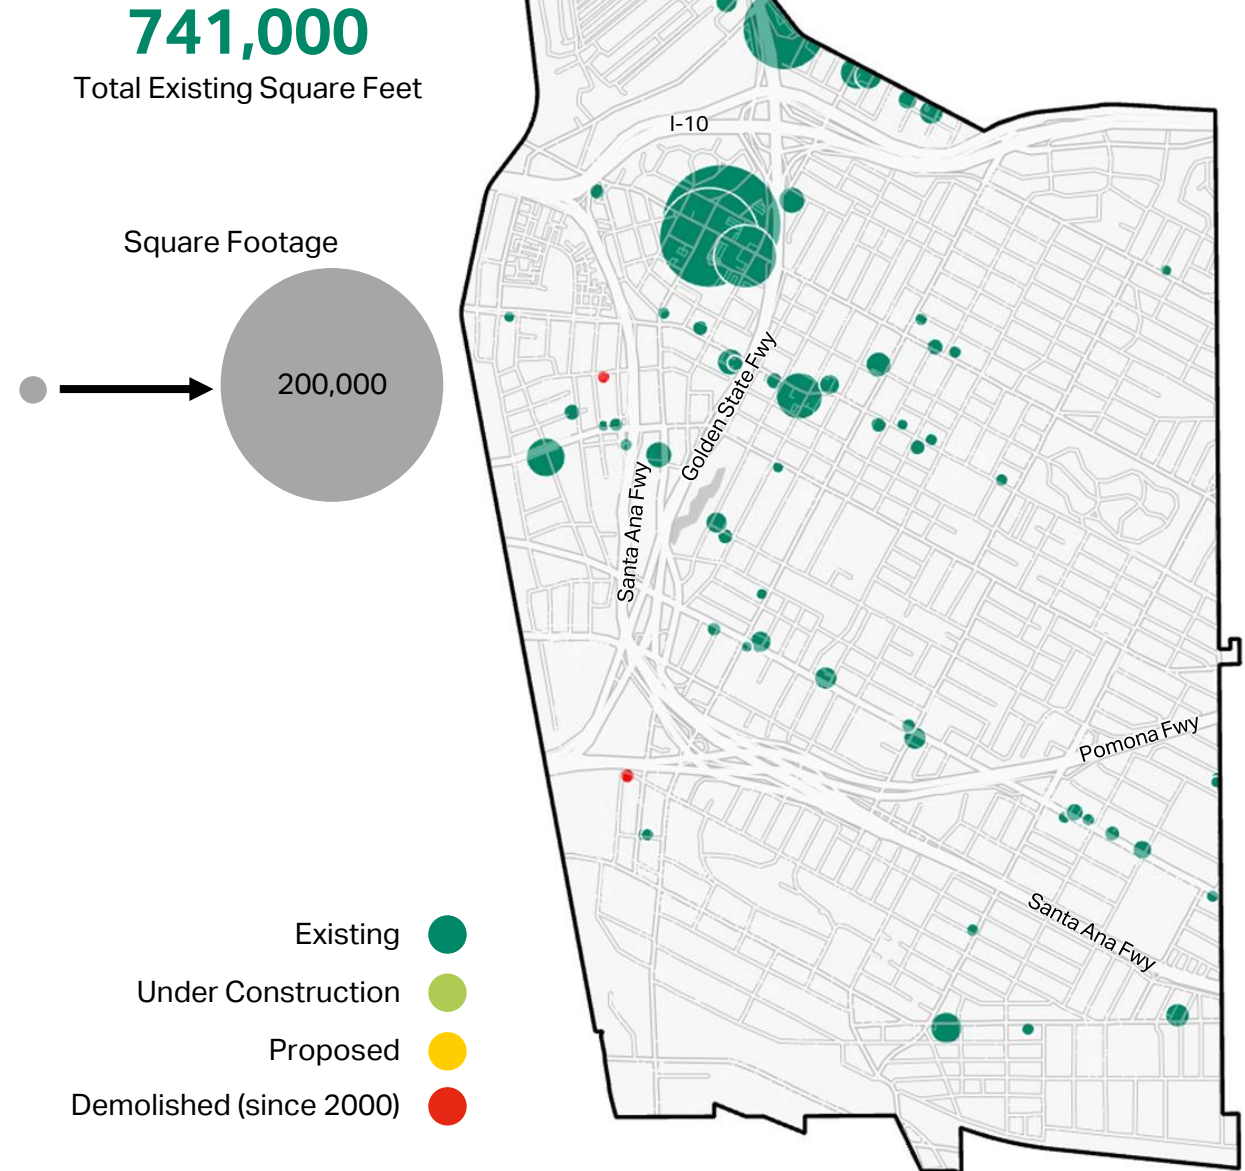 741,000
Total Existing Square Feet
I-10
Square Footage
200,000
Golden State Fwy
Santa Ana Fwy
Pomona Fwy
Santa Ana Fwy
Existing
Under Construction
Proposed
Demolished (since 2000)